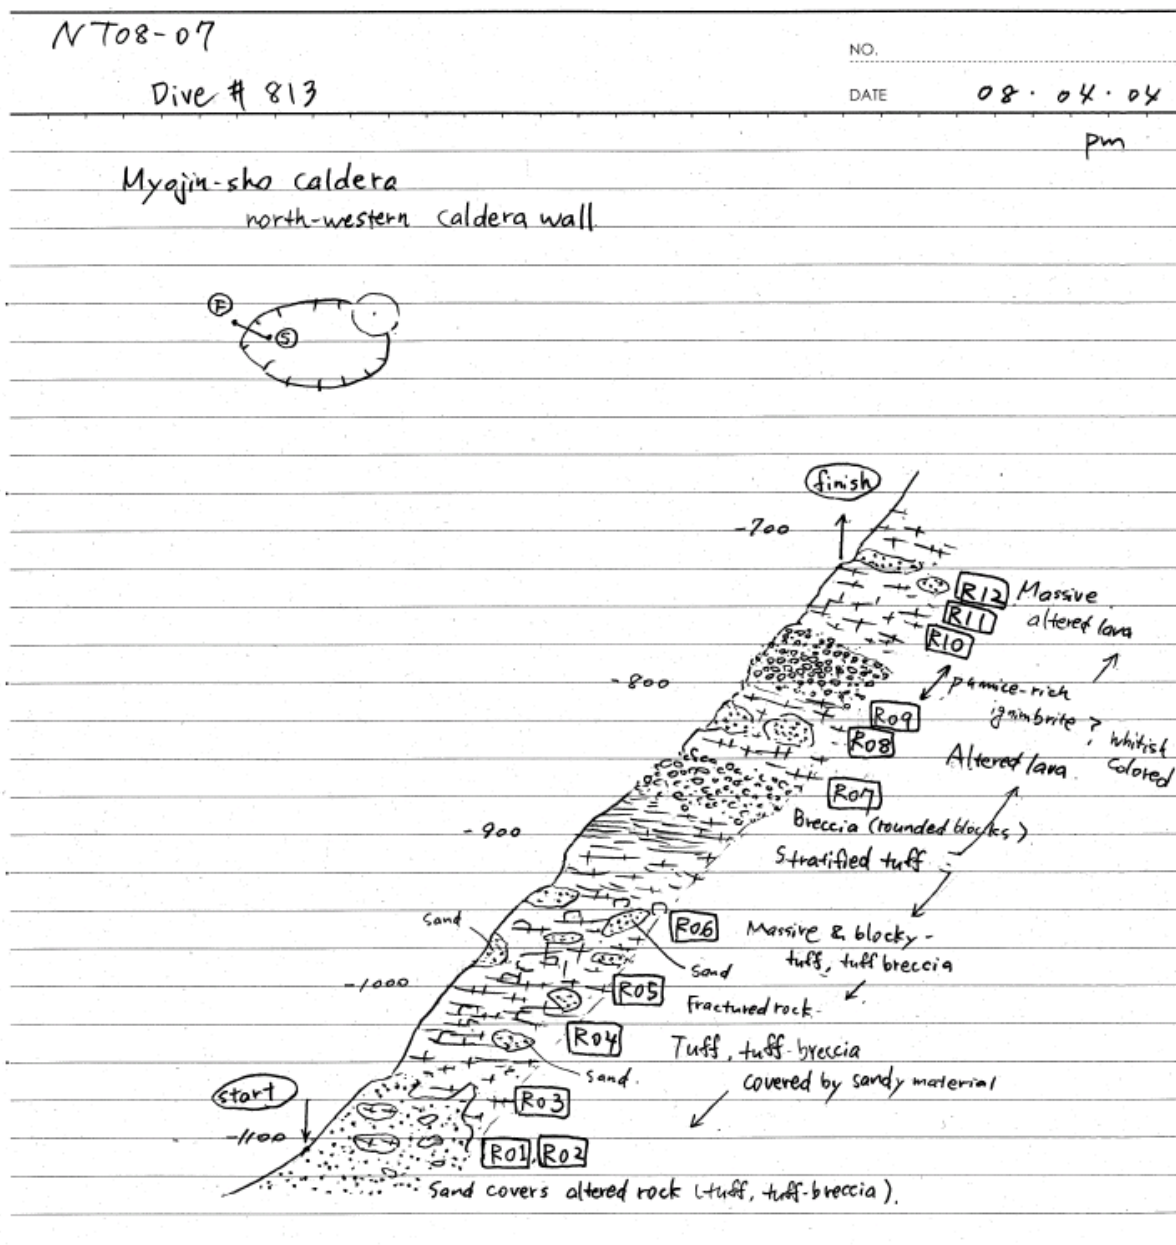 NT08-07
NO.
Dive # 813
DATE 08・04・04
pm
Myojin-sho caldera
north-western caldera wall
F
S
finish
-700
R12 Massive
R11 altered lava
R10
-800
pumice-rich
R09 ignimbrite ?
R08 whitish
Altered lava colored
R07
-900 Breccia (rounded blocks)
Stratified tuff
sand R06 Massive & blocky-
sand tuff, tuff breccia
-1000 R05 Fractured rock
R04 Tuff, tuff-breccia
sand. covered by sandy material
start R03
-1100 R01, R02
Sand covers altered rock (tuff, tuff-breccia).